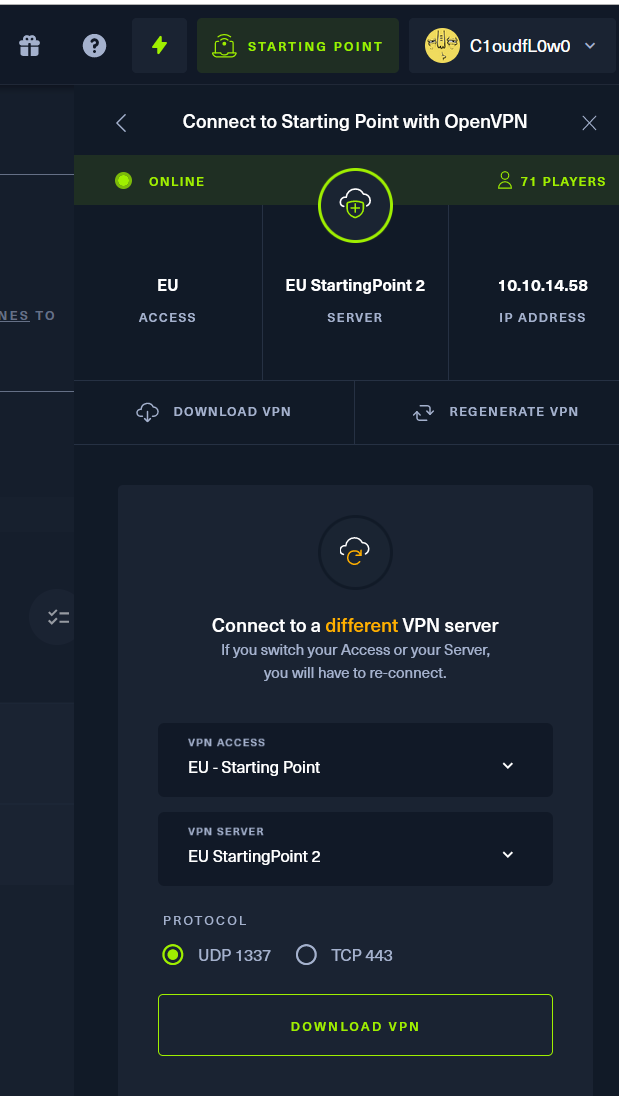 STARTING POINT
C1oudfL0w0
Connect to Starting Point with OpenVPN
ONLINE
71 PLAYERS
EU
ACCESS
EU StartingPoint 2
SERVER
10.10.14.58
IP ADDRESS
NES TO
DOWNLOAD VPN
REGENERATE VPN
Connect to a different VPN server
If you switch your Access or your Server,
you will have to re-connect.
VPN ACCESS
EU - Starting Point
VPN SERVER
EU StartingPoint 2
PROTOCOL
UDP 1337
TCP 443
DOWNLOAD VPN